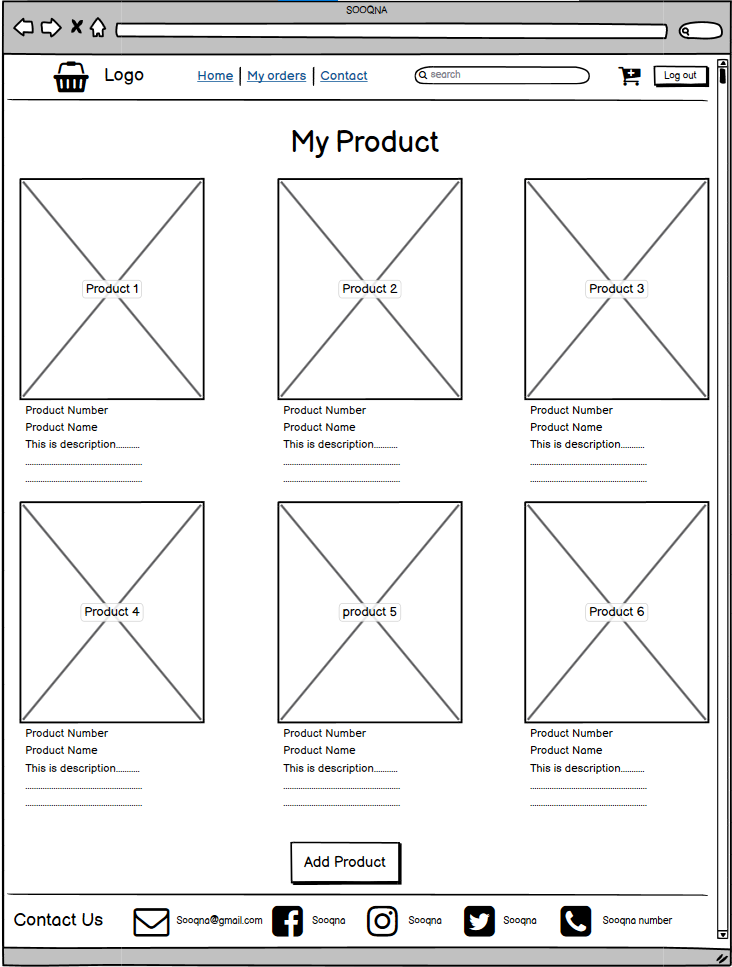 SOOQNA
Logo Home My orders Contact search Log out
My Product
Product 1 Product 2 Product 3
Product Number Product Number Product Number
Product Name Product Name Product Name
This is description.......... This is description.......... This is description..........
Product 4 product 5 Product 6
Product Number Product Number Product Number
Product Name Product Name Product Name
This is description.......... This is description.......... This is description..........
Add Product
Contact Us Sooqna@gmail.com Sooqna Sooqna Sooqna Sooqna number